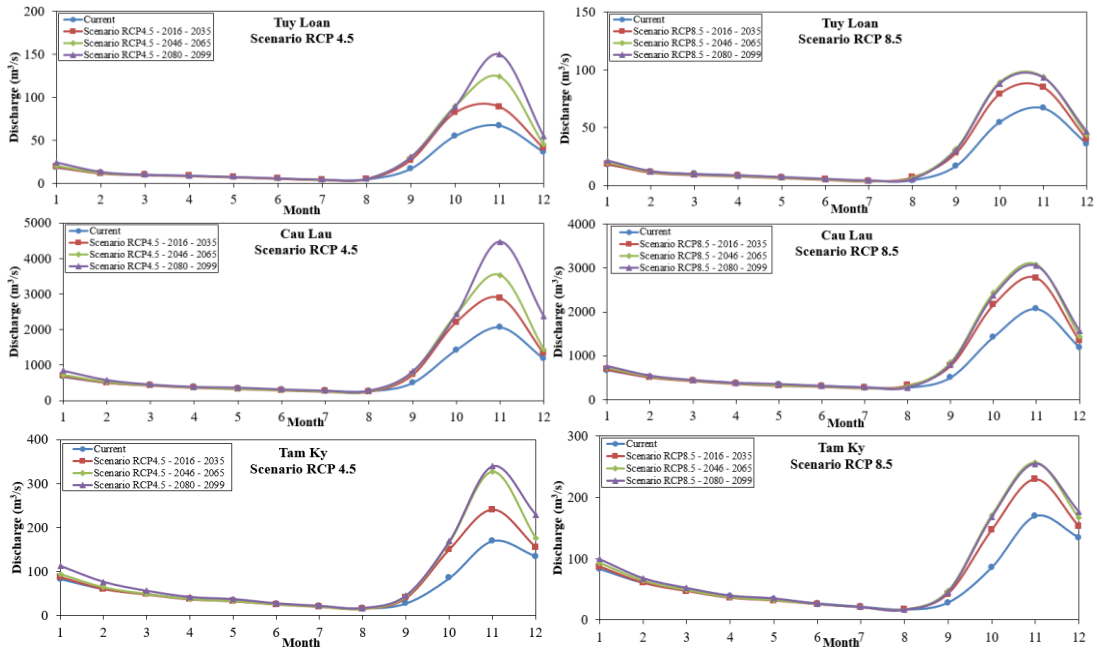 Tuy Loan
Scenario RCP 4.5
Current
Scenario RCP4.5 - 2016 - 2035
Scenario RCP4.5 - 2046 - 2065
Scenario RCP4.5 - 2080 - 2099
Discharge (m³/s)
200
150
100
50
0
1 2 3 4 5 6 7 8 9 10 11 12
Month
Tuy Loan
Scenario RCP 8.5
Current
Scenario RCP8.5 - 2016 - 2035
Scenario RCP8.5 - 2046 - 2065
Scenario RCP8.5 - 2080 - 2099
Discharge (m³/s)
150
100
50
0
1 2 3 4 5 6 7 8 9 10 11 12
Month
Cau Lau
Scenario RCP 4.5
Current
Scenario RCP4.5 - 2016 - 2035
Scenario RCP4.5 - 2046 - 2065
Scenario RCP4.5 - 2080 - 2099
Discharge (m³/s)
5000
4000
3000
2000
1000
0
1 2 3 4 5 6 7 8 9 10 11 12
Month
Cau Lau
Scenario RCP 8.5
Current
Scenario RCP8.5 - 2016 - 2035
Scenario RCP8.5 - 2046 - 2065
Scenario RCP8.5 - 2080 - 2099
Discharge (m³/s)
4000
3000
2000
1000
0
1 2 3 4 5 6 7 8 9 10 11 12
Month
Tam Ky
Scenario RCP 4.5
Current
Scenario RCP4.5 - 2016 - 2035
Scenario RCP4.5 - 2046 - 2065
Scenario RCP4.5 - 2080 - 2099
Discharge (m³/s)
400
300
200
100
0
1 2 3 4 5 6 7 8 9 10 11 12
Month
Tam Ky
Scenario RCP 8.5
Current
Scenario RCP8.5 - 2016 - 2035
Scenario RCP8.5 - 2046 - 2065
Scenario RCP8.5 - 2080 - 2099
Discharge (m³/s)
300
200
100
0
1 2 3 4 5 6 7 8 9 10 11 12
Month